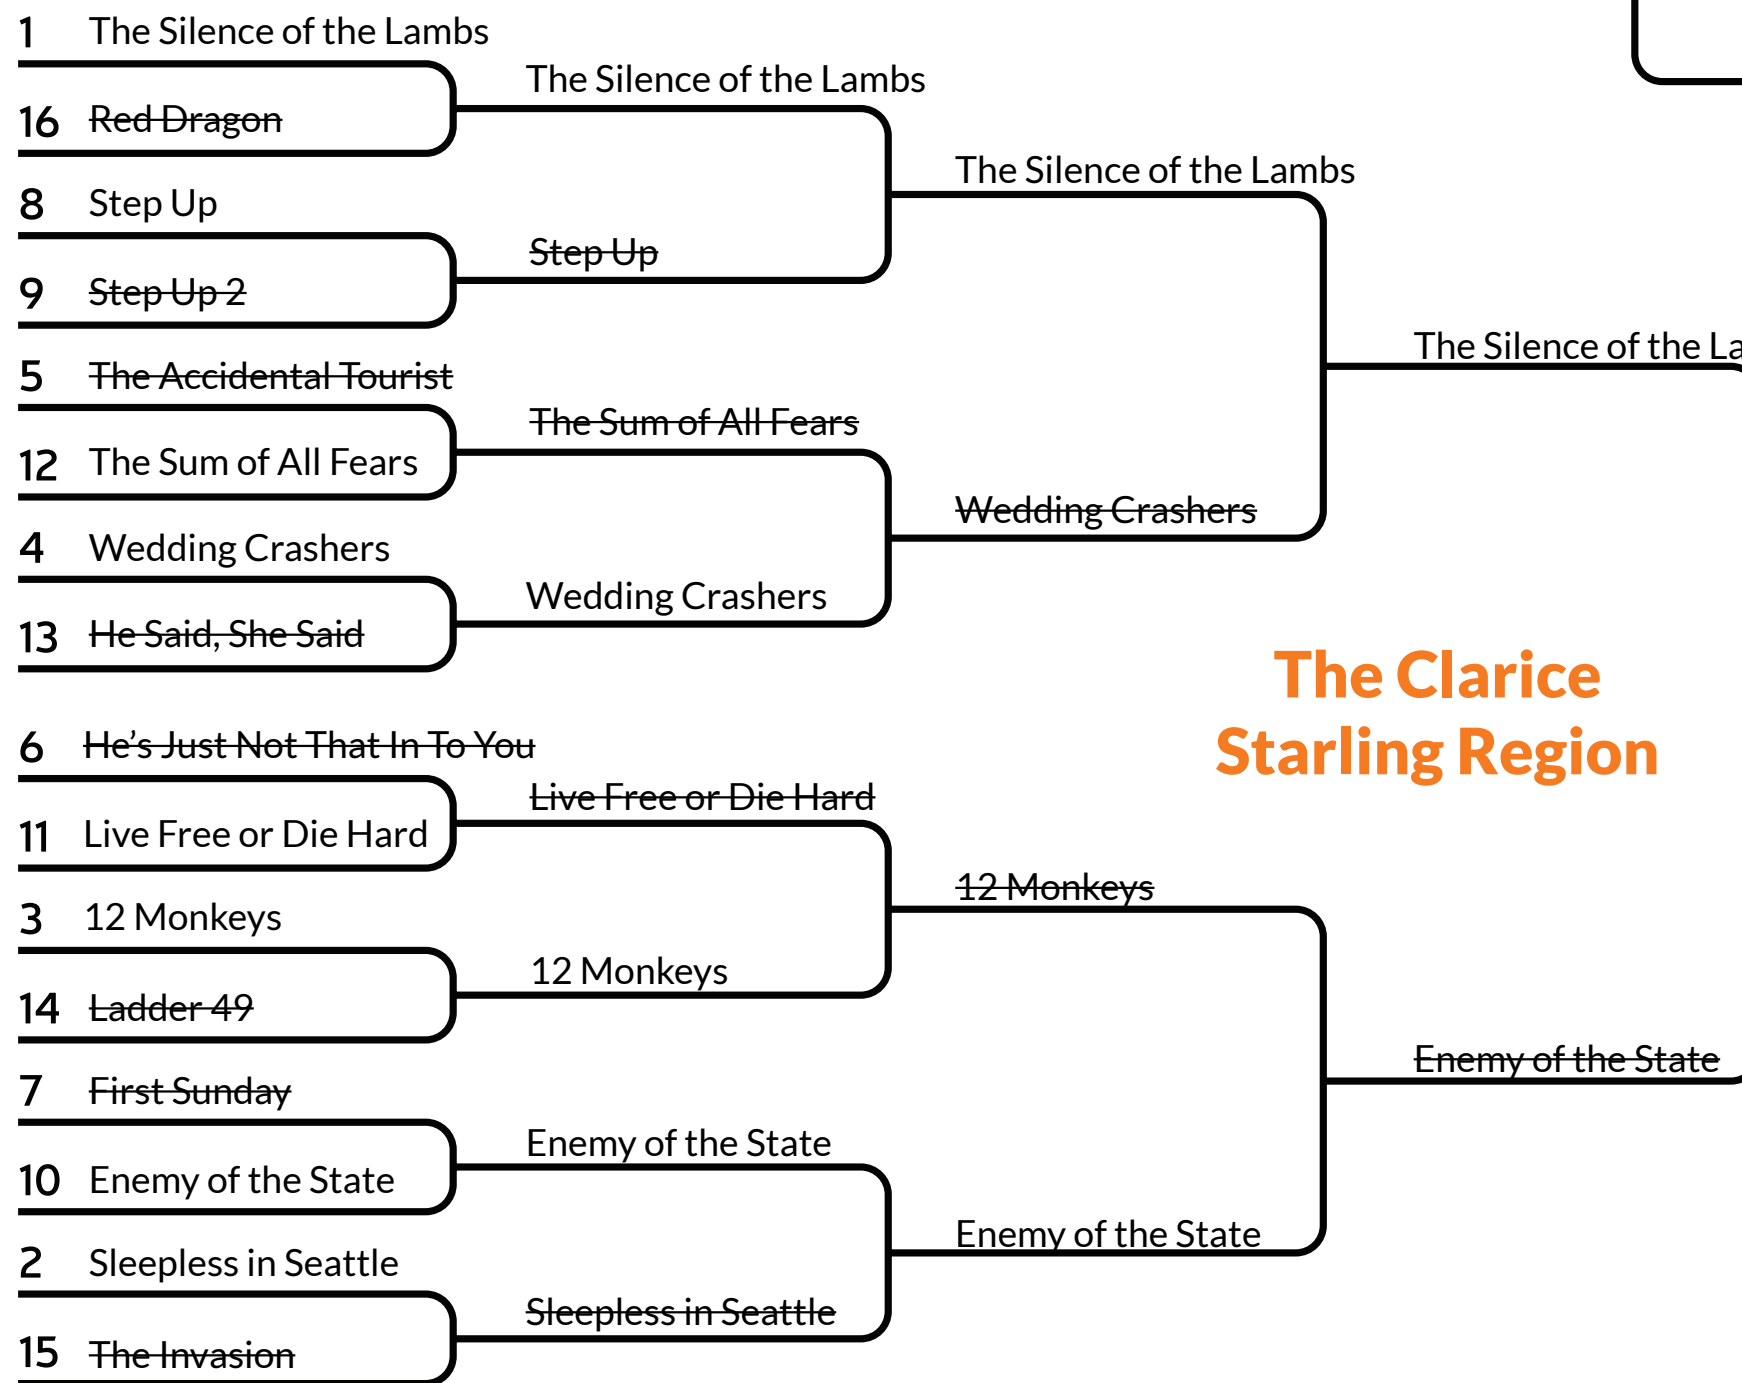 1 The Silence of the Lambs
16 Red Dragon
8 Step Up
9 Step Up 2
5 The Accidental Tourist
12 The Sum of All Fears
4 Wedding Crashers
13 He Said, She Said
6 He's Just Not That In To You
11 Live Free or Die Hard
3 12 Monkeys
14 Ladder 49
7 First Sunday
10 Enemy of the State
2 Sleepless in Seattle
15 The Invasion
The Silence of the Lambs
Step Up
The Sum of All Fears
Wedding Crashers
Live Free or Die Hard
12 Monkeys
Enemy of the State
Sleepless in Seattle
The Silence of the Lambs
Wedding Crashers
12 Monkeys
Enemy of the State
The Silence of the La
Enemy of the State
The Clarice
Starling Region